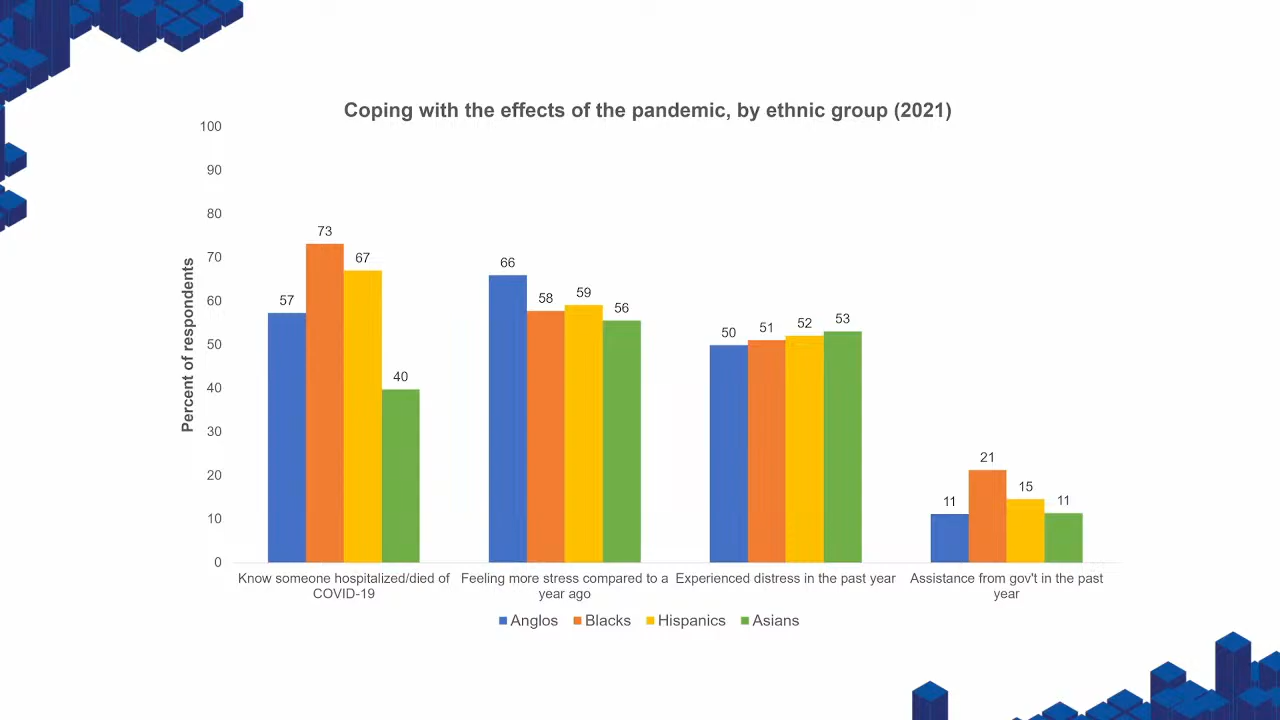 Coping with the effects of the pandemic, by ethnic group (2021)
Percent of respondents
100
90
80
70
60
50
40
30
20
10
0
57
73
67
40
66
58
59
56
50
51
52
53
11
21
15
11
Know someone hospitalized/died of
COVID-19
Feeling more stress compared to a
year ago
Experienced distress in the past year
Assistance from gov't in the past
year
Anglos
Blacks
Hispanics
Asians